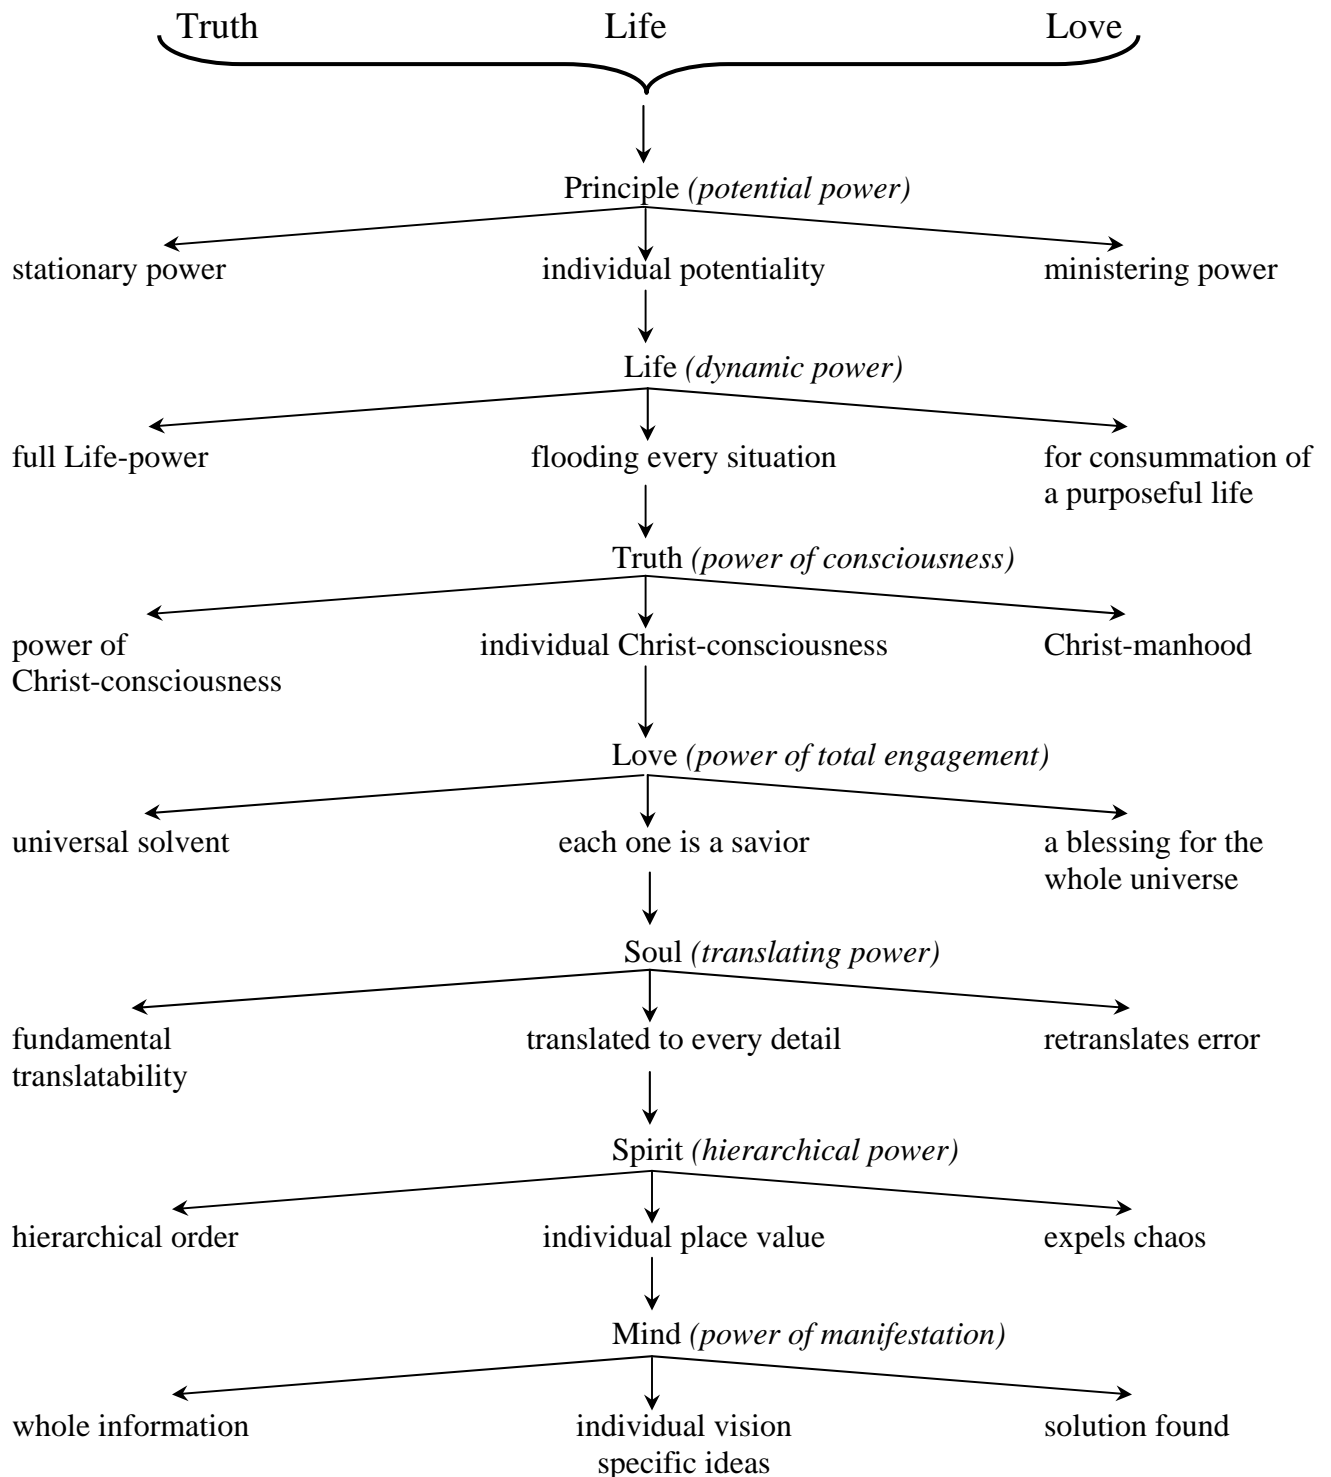 Truth Life Love
Principle (potential power)
stationary power individual potentiality ministering power
Life (dynamic power)
full Life-power flooding every situation for consummation of
a purposeful life
Truth (power of consciousness)
power of individual Christ-consciousness Christ-manhood
Christ-consciousness
Love (power of total engagement)
universal solvent each one is a savior a blessing for the
whole universe
Soul (translating power)
fundamental translated to every detail retranslates error
translatability
Spirit (hierarchical power)
hierarchical order individual place value expels chaos
Mind (power of manifestation)
whole information individual vision solution found
specific ideas